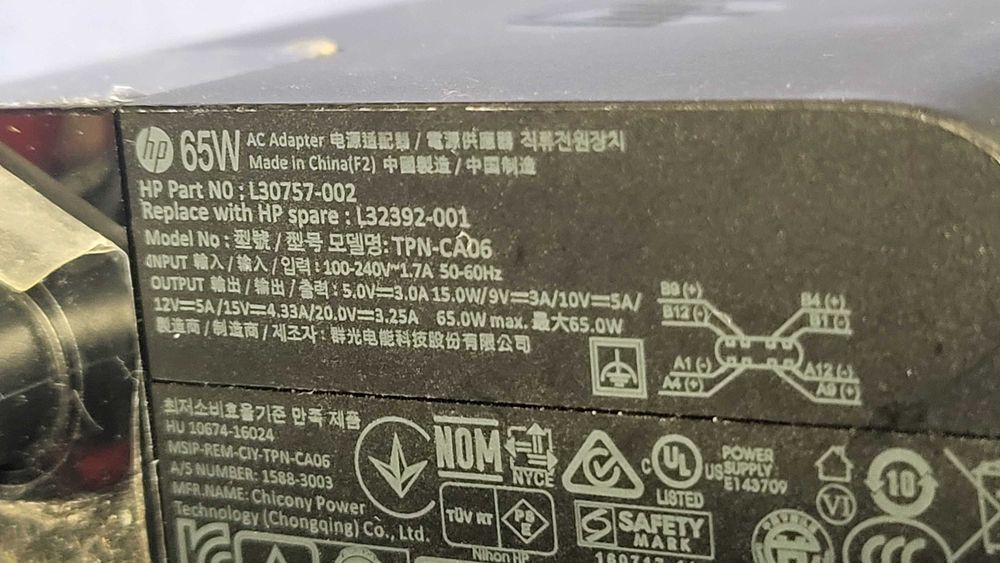 hp 65W AC Adapter 电源适配器 / 電源供應器 직류전원장치
Made in China(F2) 中國製造 / 中国制造
HP Part NO : L30757-002
Replace with HP spare : L32392-001
Model No : 型號 / 型号 모델명: TPN-CA06
INPUT 輸入 / 输入 / 입력 : 100-240V~1.7A 50-60Hz
OUTPUT 輸出 / 输出 / 출력 : 5.0V⎓3.0A 15.0W/9V⎓3A/10V⎓5A/
12V⎓5A/15V⎓4.33A/20.0V⎓3.25A 65.0W max. 最大65.0W
製造商 / 制造商 / 제조자 : 群光电能科技股份有限公司
B9 (+) B4 (+)
B12 (-) B1 (-)
A1 (-) A12 (-)
A4 (+) A9 (+)
최저소비효율기준 만족 제품
HU 10674-16024
MSIP-REM-CIY-TPN-CA06
A/S NUMBER: 1588-3003
MFR.NAME: Chicony Power
Technology (Chongqing) Co., Ltd.
NOM
NYCE
TÜV RT
PS
E
Nihon HP
C UL US
LISTED
POWER
SUPPLY
E143709
S SAFETY
MARK
VI
10
CCC